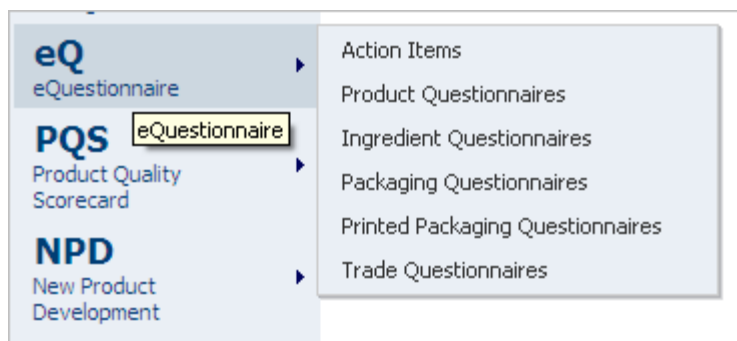 eQ
eQuestionnaire
eQuestionnaire
PQS
Product Quality
Scorecard
NPD
New Product
Development
Action Items
Product Questionnaires
Ingredient Questionnaires
Packaging Questionnaires
Printed Packaging Questionnaires
Trade Questionnaires